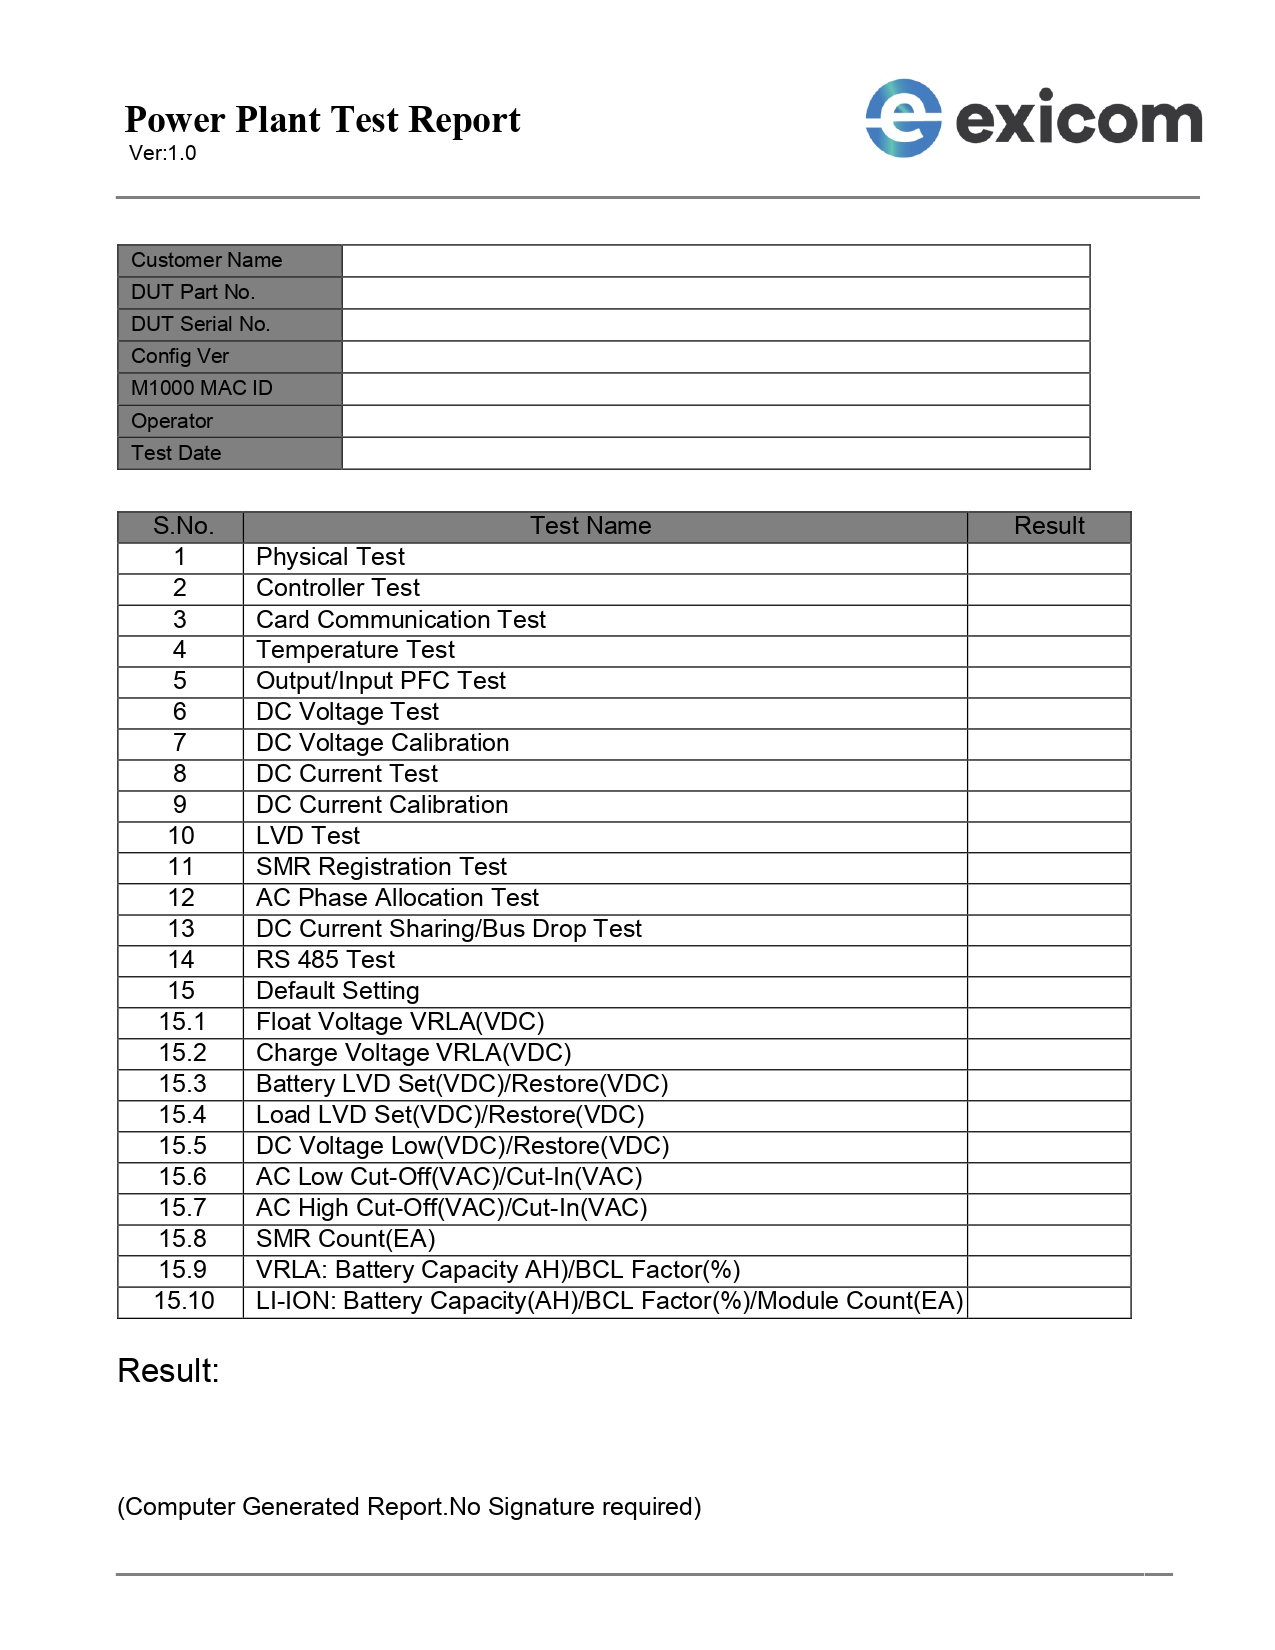 Power Plant Test Report
exicom
Ver:1.0
Customer Name
DUT Part No.
DUT Serial No.
Config Ver
M1000 MAC ID
Operator
Test Date
S.No. Test Name Result
1 Physical Test
2 Controller Test
3 Card Communication Test
4 Temperature Test
5 Output/Input PFC Test
6 DC Voltage Test
7 DC Voltage Calibration
8 DC Current Test
9 DC Current Calibration
10 LVD Test
11 SMR Registration Test
12 AC Phase Allocation Test
13 DC Current Sharing/Bus Drop Test
14 RS 485 Test
15 Default Setting
15.1 Float Voltage VRLA(VDC)
15.2 Charge Voltage VRLA(VDC)
15.3 Battery LVD Set(VDC)/Restore(VDC)
15.4 Load LVD Set(VDC)/Restore(VDC)
15.5 DC Voltage Low(VDC)/Restore(VDC)
15.6 AC Low Cut-Off(VAC)/Cut-In(VAC)
15.7 AC High Cut-Off(VAC)/Cut-In(VAC)
15.8 SMR Count(EA)
15.9 VRLA: Battery Capacity AH)/BCL Factor(%)
15.10 LI-ION: Battery Capacity(AH)/BCL Factor(%)/Module Count(EA)
Result:
(Computer Generated Report.No Signature required)